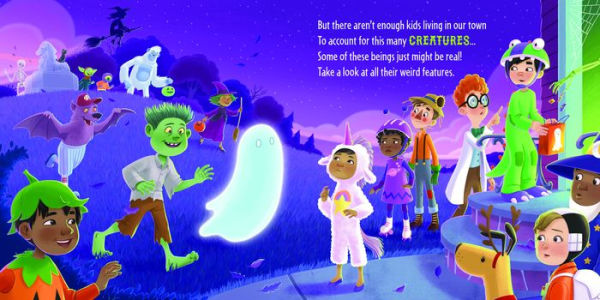 But there aren't enough kids living in our town
To account for this many CREATURES...
Some of these beings just might be real!
Take a look at all their weird features.